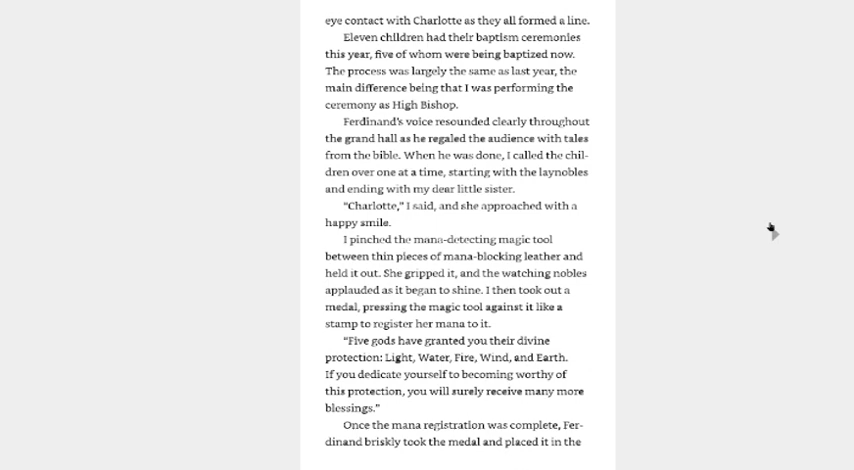 eye contact with Charlotte as they all formed a line.
Eleven children had their baptism ceremonies
this year, five of whom were being baptized now.
The process was largely the same as last year, the
main difference being that I was performing the
ceremony as High Bishop.
Ferdinand's voice resounded clearly throughout
the grand hall as he regaled the audience with tales
from the bible. When he was done, I called the chil-
dren over one at a time, starting with the laynobles
and ending with my dear little sister.
"Charlotte," I said, and she approached with a
happy smile.
I pinched the mana-detecting magic tool
between thin pieces of mana-blocking leather and
held it out. She gripped it, and the watching nobles
applauded as it began to shine. I then took out a
medal, pressing the magic tool against it like a
stamp to register her mana to it.
"Five gods have granted you their divine
protection: Light, Water, Fire, Wind, and Earth.
If you dedicate yourself to becoming worthy of
this protection, you will surely receive many more
blessings."
Once the mana registration was complete, Fer-
dinand briskly took the medal and placed it in the